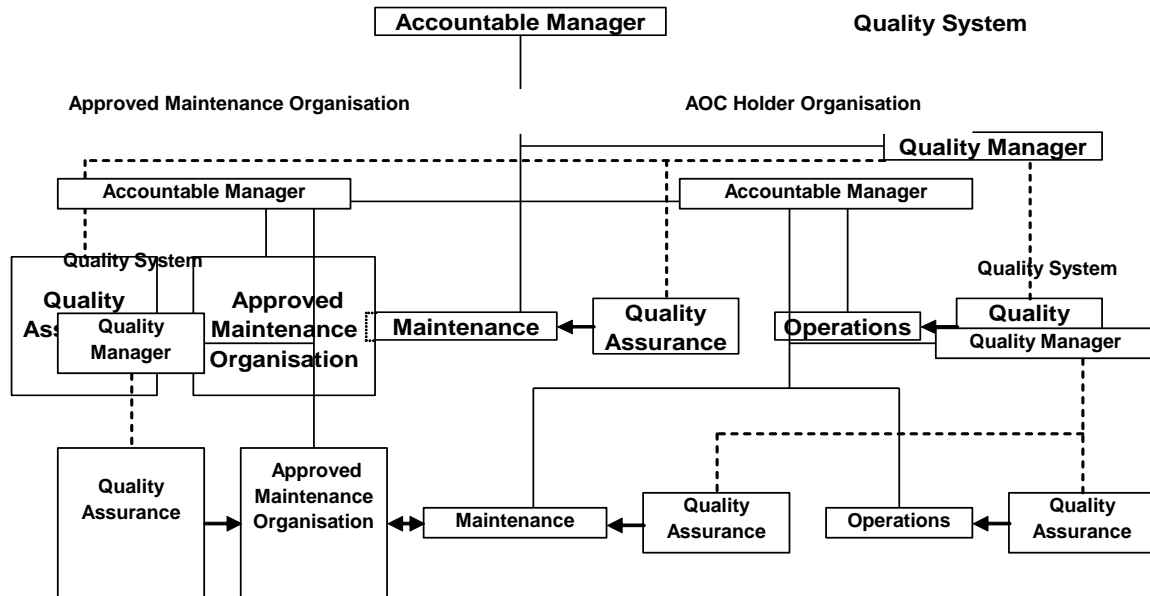 Accountable Manager
Quality System
Approved Maintenance Organisation
AOC Holder Organisation
Quality Manager
Accountable Manager
Accountable Manager
Quality System
Quality System
Quality
Approved
Maintenance
Organisation
Quality
Manager
Maintenance
Quality
Assurance
Operations
Quality
Quality Manager
Quality
Assurance
Approved
Maintenance
Organisation
Maintenance
Quality
Assurance
Operations
Quality
Assurance